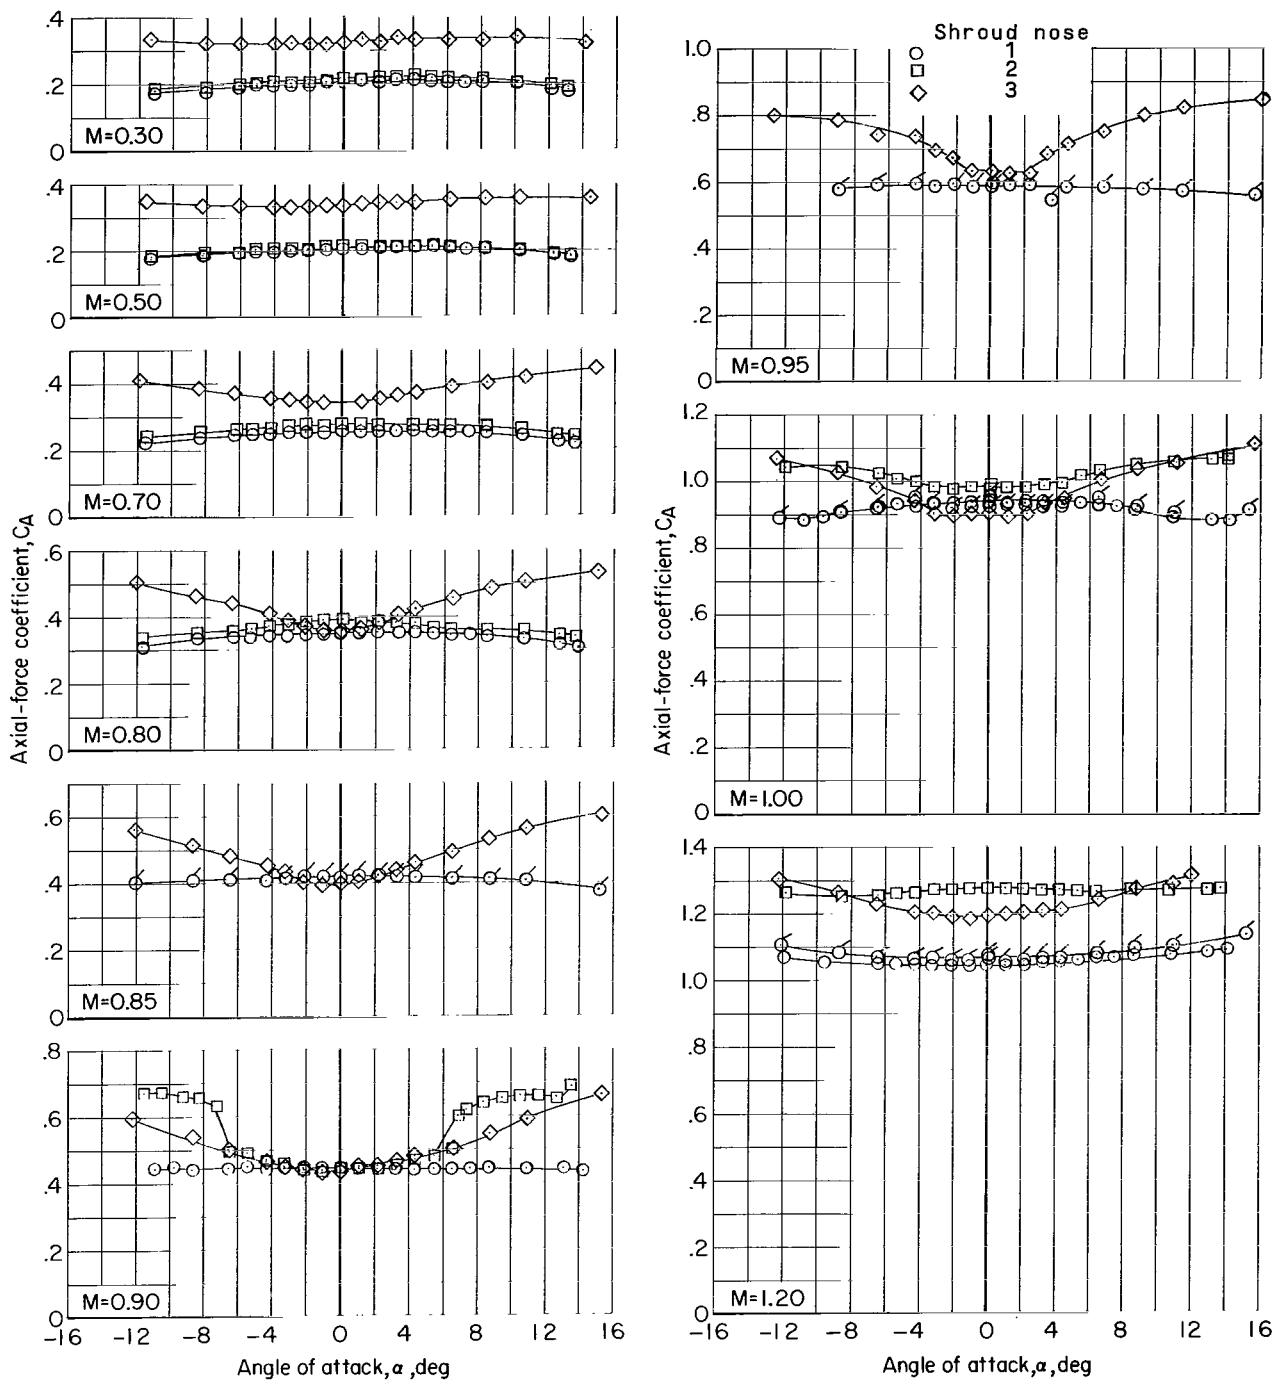 .4
.2
0
M=0.30
.4
.2
0
M=0.50
.4
.2
0
M=0.70
.6
.4
.2
0
M=0.80
.6
.4
.2
0
M=0.85
.8
.6
.4
.2
0
M=0.90
-16 -12 -8 -4 0 4 8 12 16
Angle of attack, α, deg
Axial-force coefficient, CA
Shroud nose
1
2
3
1.0
.8
.6
.4
.2
0
M=0.95
1.2
1.0
.8
.6
.4
.2
0
M=1.00
1.4
1.2
1.0
.8
.6
.4
.2
0
M=1.20
-16 -12 -8 -4 0 4 8 12 16
Angle of attack, α, deg
Axial-force coefficient, CA